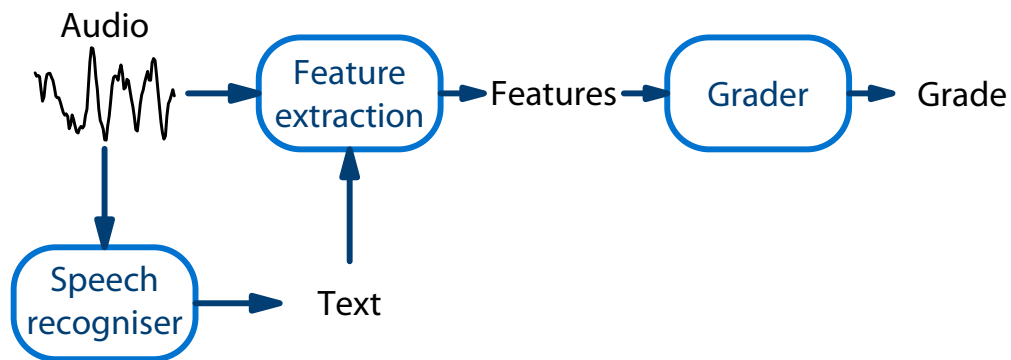 Audio
Feature
extraction
Features
Grader
Grade
Speech
recogniser
Text